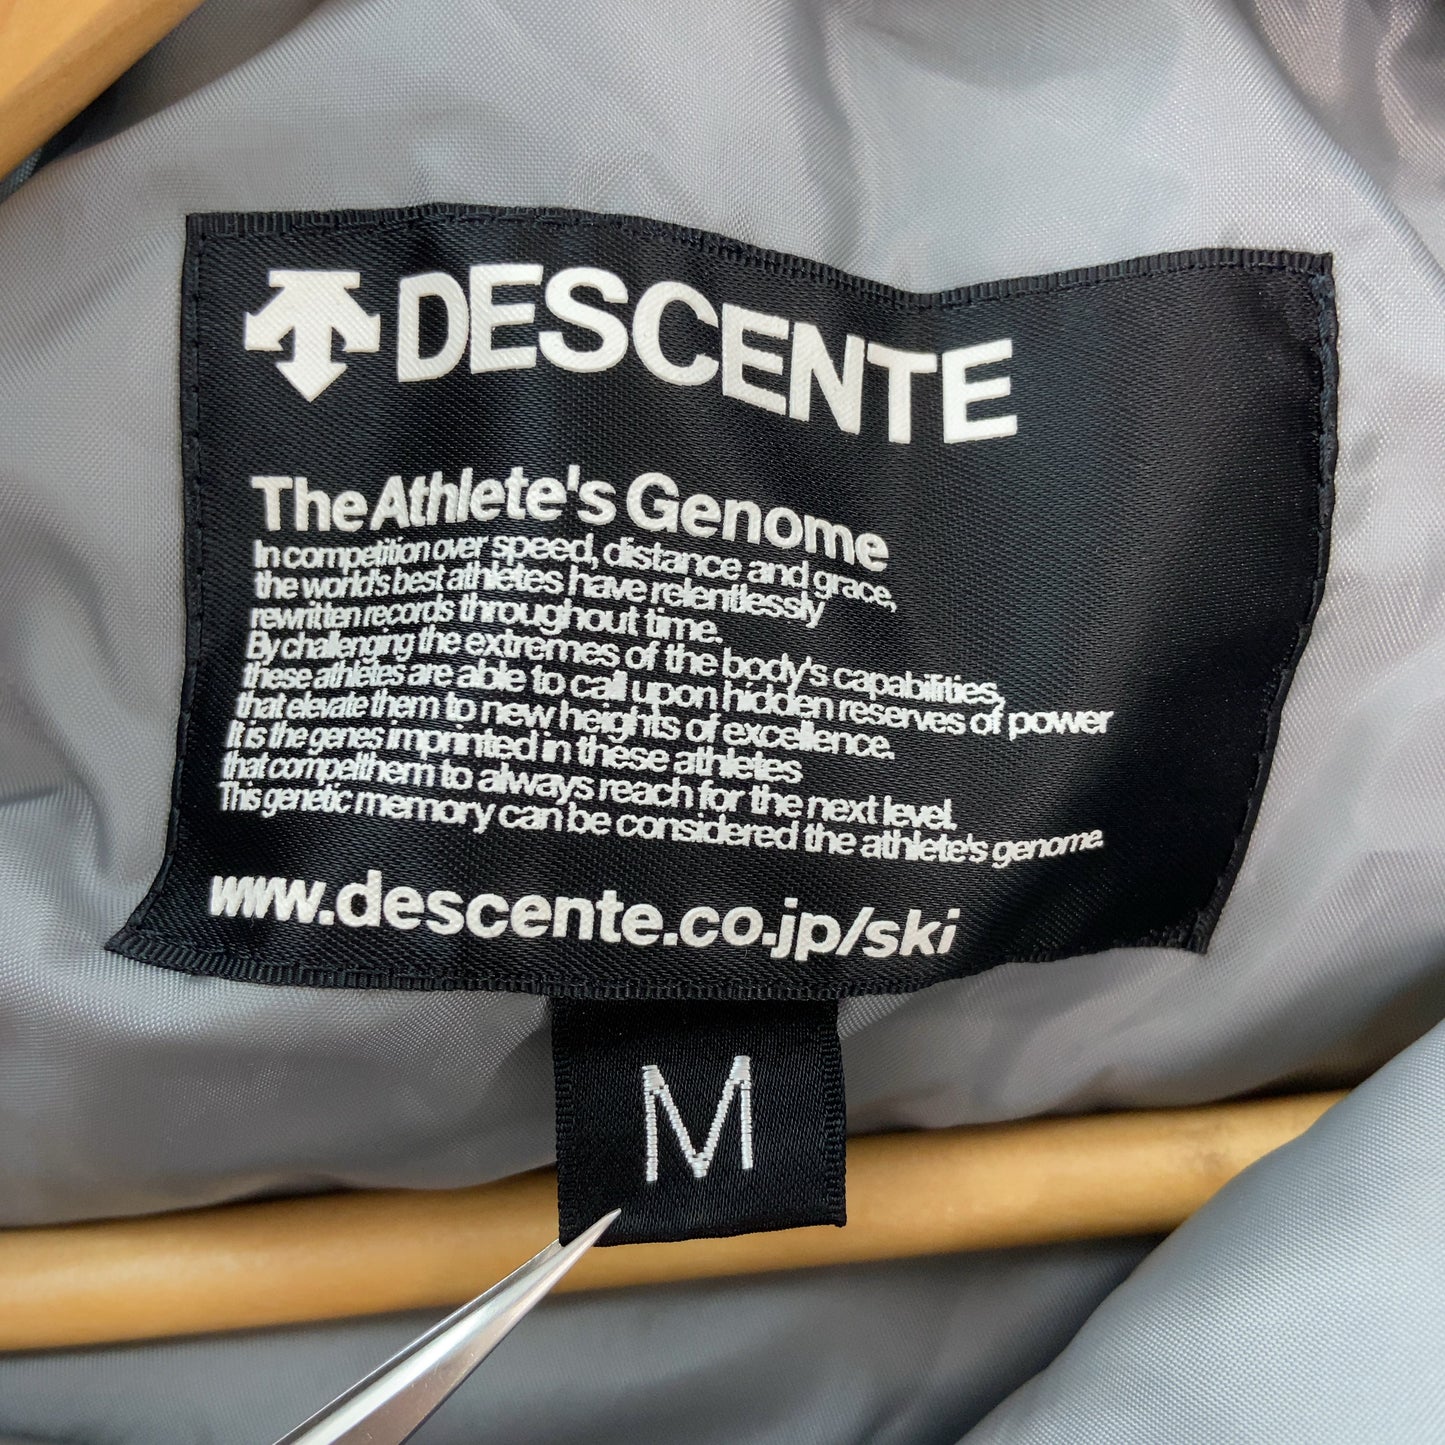 DESCENTE
The Athlete's Genome
In competition over speed, distance and grace,
the world's best athletes have relentlessly
rewritten records throughout time.
By challenging the extremes of the body's capabilities,
these athletes are able to call upon hidden reserves of power
that elevate them to new heights of excellence.
It is the genes imprinted in these athletes
that compel them to always reach for the next level.
This genetic memory can be considered the athlete's genome.
www.descente.co.jp/ski
M